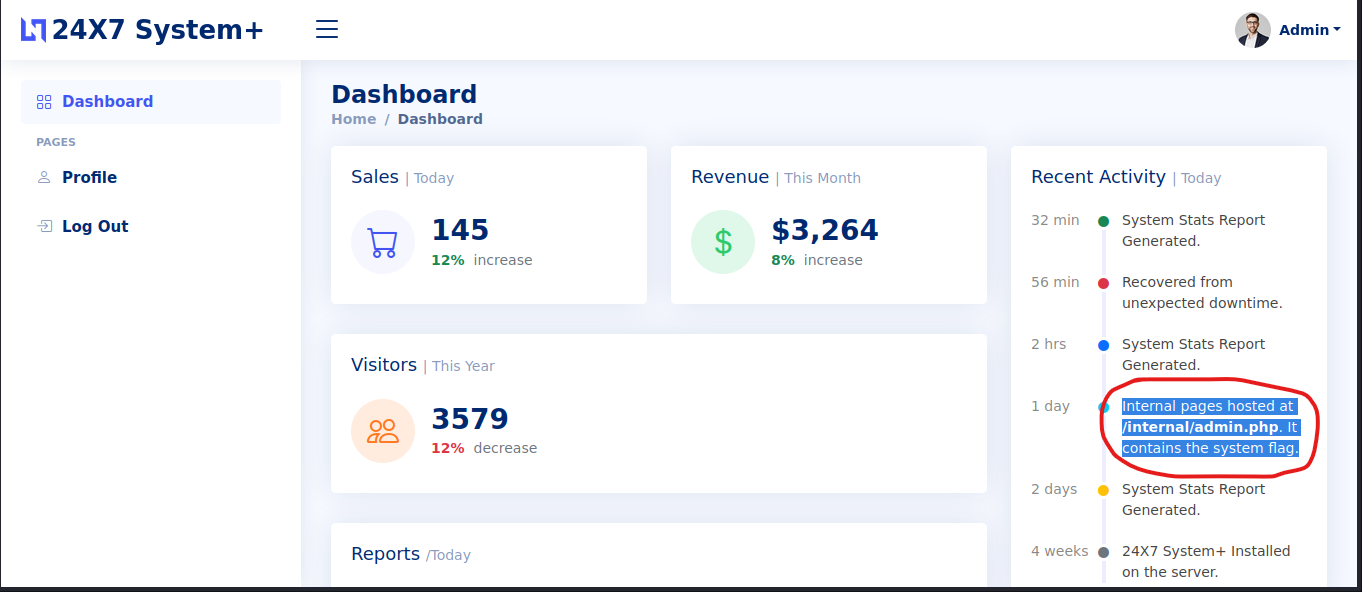 24X7 System+
Admin
Dashboard
PAGES
Profile
Log Out
Dashboard
Home / Dashboard
Sales | Today
145
12% increase
Revenue | This Month
$3,264
8% increase
Visitors | This Year
3579
12% decrease
Reports /Today
Recent Activity | Today
32 min
System Stats Report
Generated.
56 min
Recovered from
unexpected downtime.
2 hrs
System Stats Report
Generated.
1 day
Internal pages hosted at
/internal/admin.php. It
contains the system flag.
2 days
System Stats Report
Generated.
4 weeks
24X7 System+ Installed
on the server.